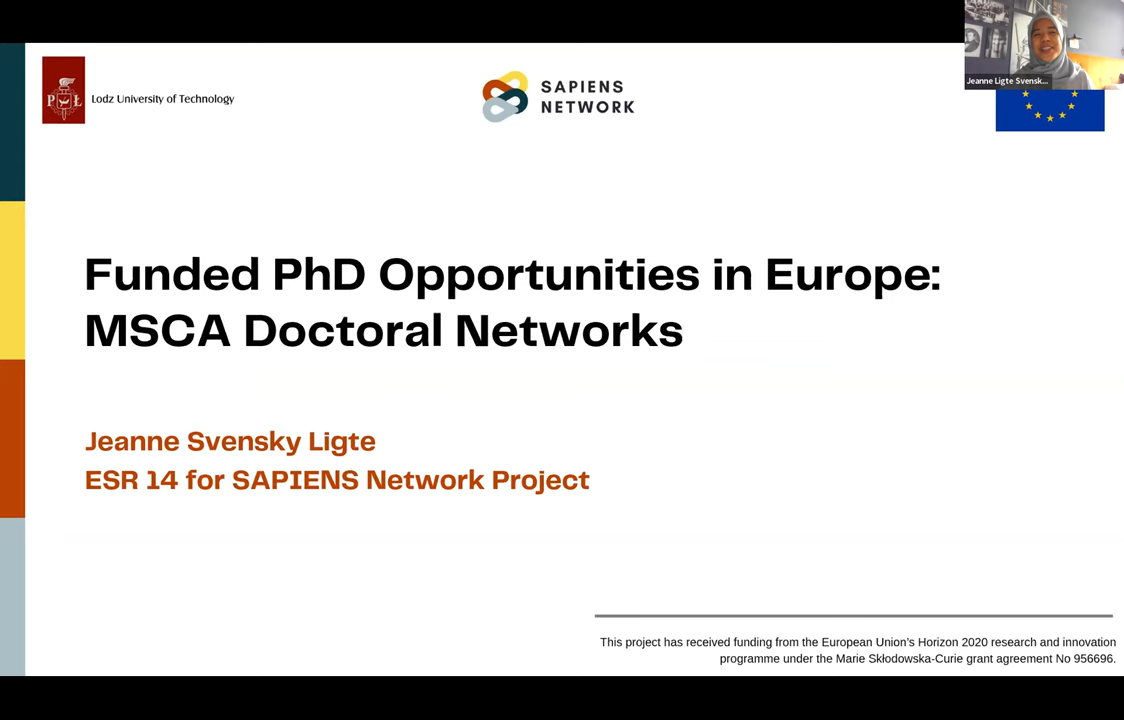 Jeanne Ligte Svensk...
P Ł
Lodz University of Technology
SAPIENS
NETWORK
Funded PhD Opportunities in Europe:
MSCA Doctoral Networks
Jeanne Svensky Ligte
ESR 14 for SAPIENS Network Project
This project has received funding from the European Union’s Horizon 2020 research and innovation
programme under the Marie Skłodowska-Curie grant agreement No 956696.